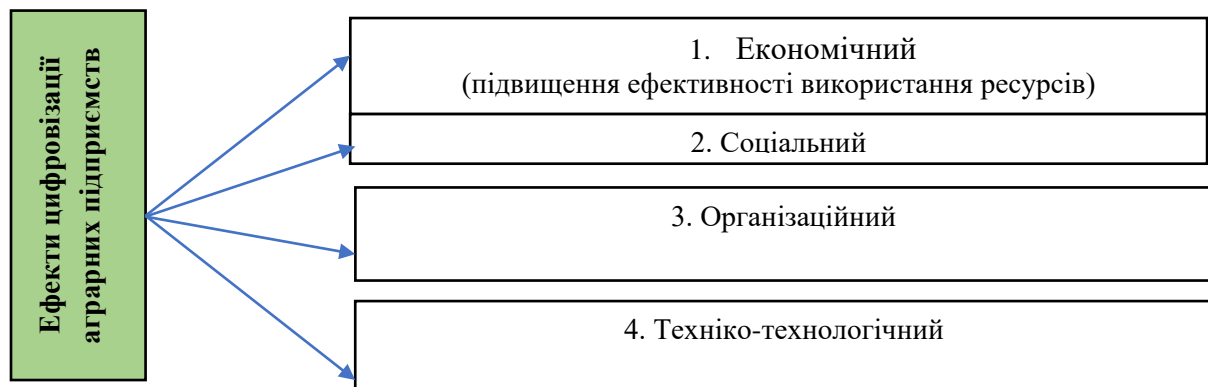 Ефекти цифровізації
аграрних підприємств
1. Економічний
(підвищення ефективності використання ресурсів)
2. Соціальний
3. Організаційний
4. Техніко-технологічний